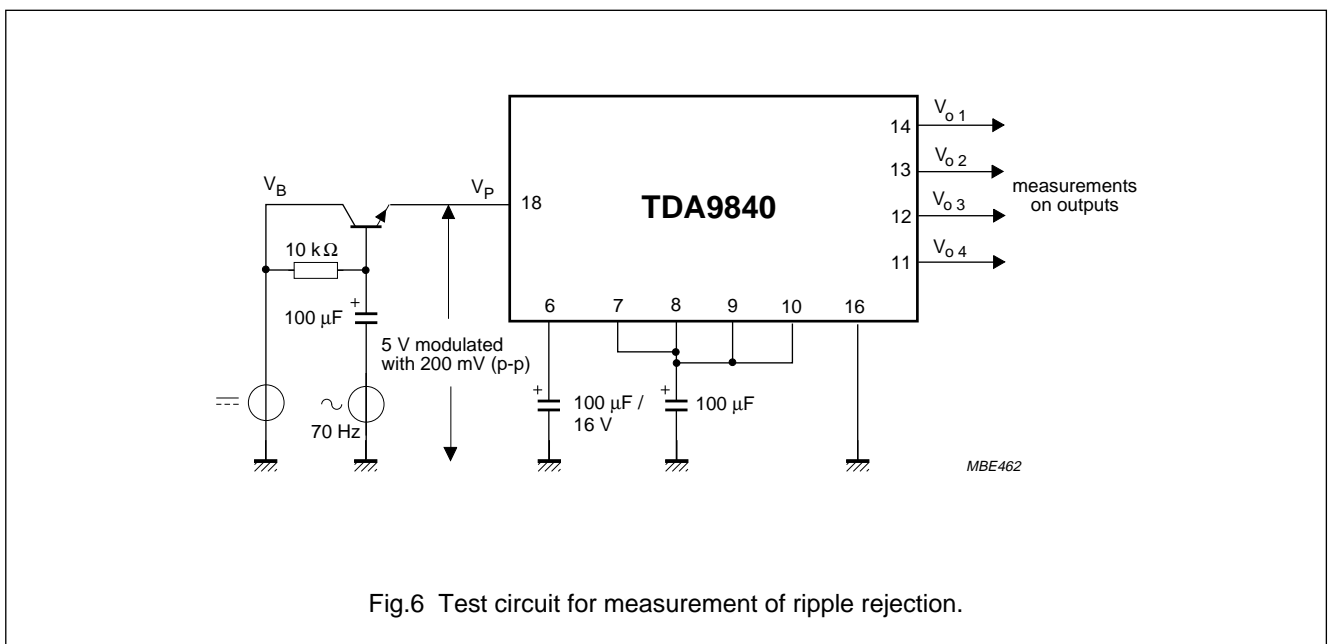 V_B
V_P
10 kΩ
+
100 μF
70 Hz
5 V modulated
with 200 mV (p-p)
18
TDA9840
14
13
12
11
V_o 1
V_o 2
V_o 3
V_o 4
measurements
on outputs
6
7
8
9
10
16
+
100 μF /
16 V
+
100 μF
MBE462
Fig.6 Test circuit for measurement of ripple rejection.